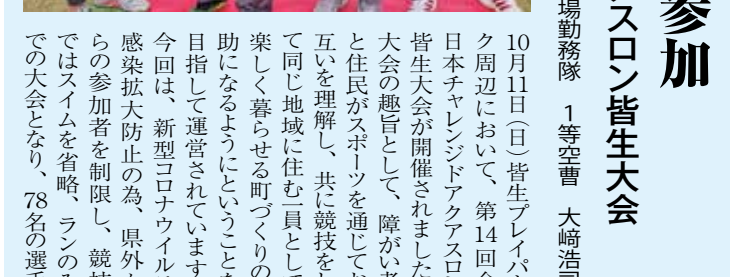 参加
スロン皆生大会
場勤務隊　1等空曹　大﨑浩司
10月11日（日）皆生プレイパ
ク周辺において、第14回全
日本チャレンジドアクアスロ
皆生大会が開催されました
大会の趣旨として、障がい者
と住民がスポーツを通じてお
互いを理解し、共に競技をし
て同じ地域に住む一員として
楽しく暮らせる町づくりの
助になるようにということを
目指して運営されています
今回は、新型コロナウイル
感染拡大防止の為、県外か
らの参加者を制限し、競技
ではスイムを省略、ランのみ
での大会となり、78名の選手